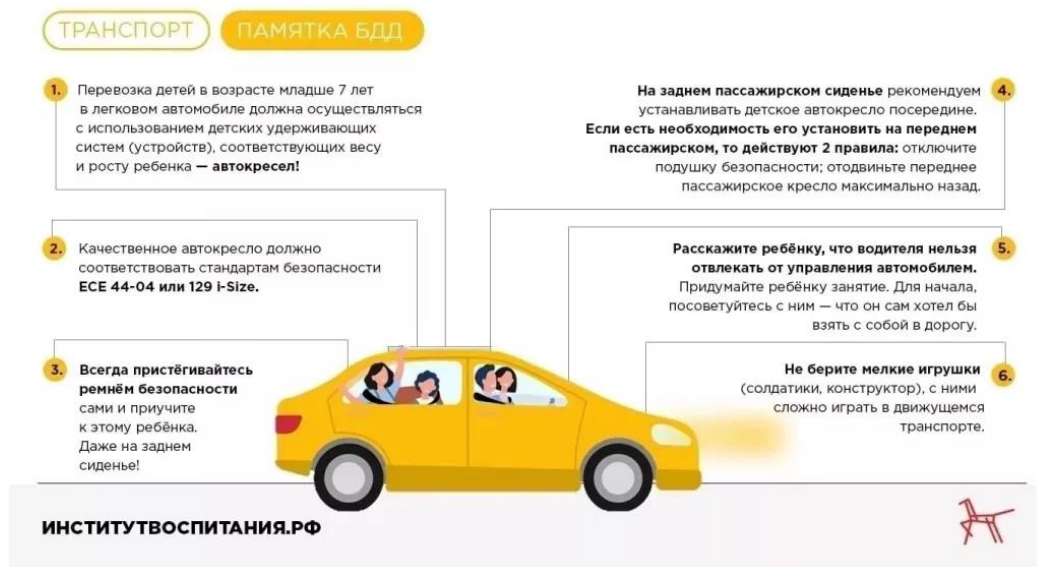 ТРАНСПОРТ
ПАМЯТКА БДД
1.
Перевозка детей в возрасте младше 7 лет
в легковом автомобиле должна осуществляться
с использованием детских удерживающих
систем (устройств), соответствующих весу
и росту ребенка — автокресел!
2.
Качественное автокресло должно
соответствовать стандартам безопасности
ECE 44-04 или 129 i-Size.
3.
Всегда пристёгивайтесь
ремнём безопасности
сами и приучите
к этому ребёнка.
Даже на заднем
сиденье!
4.
На заднем пассажирском сиденье рекомендуем
устанавливать детское автокресло посередине.
Если есть необходимость его установить на переднем
пассажирском, то действуют 2 правила: отключите
подушку безопасности; отодвиньте переднее
пассажирское кресло максимально назад.
5.
Расскажите ребёнку, что водителя нельзя
отвлекать от управления автомобилем.
Придумайте ребёнку занятие. Для начала,
посоветуйтесь с ним — что он сам хотел бы
взять с собой в дорогу.
6.
Не берите мелкие игрушки
(солдатики, конструктор), с ними
сложно играть в движущемся
транспорте.
ИНСТИТУТВОСПИТАНИЯ.РФ